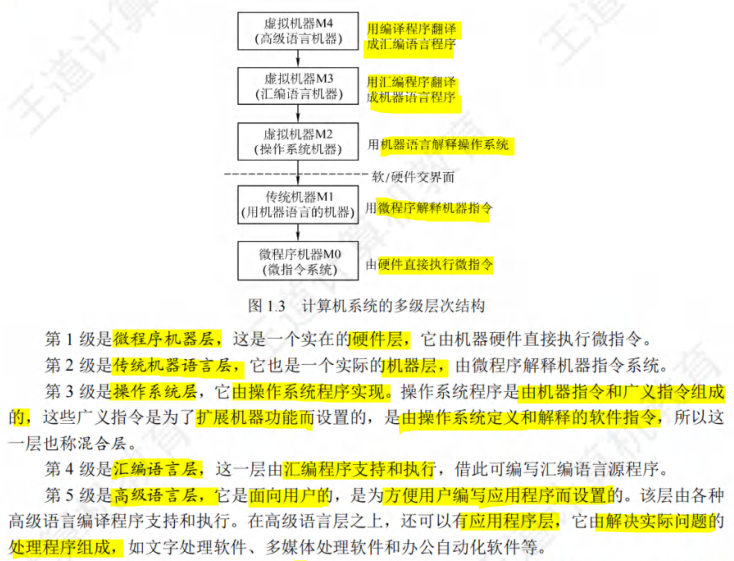 虚拟机器M4
(高级语言机器)
用编译程序翻译
成汇编语言程序
虚拟机器M3
(汇编语言机器)
用汇编程序翻译
成机器语言程序
虚拟机器M2
(操作系统机器)
用机器语言解释操作系统
软/硬件交界面
传统机器M1
(用机器语言的机器)
用微程序解释机器指令
微程序机器M0
(微指令系统)
由硬件直接执行微指令
图 1.3 计算机系统的多级层次结构
第 1 级是微程序机器层，这是一个实在的硬件层，它由机器硬件直接执行微指令。
第 2 级是传统机器语言层，它也是一个实际的机器层，由微程序解释机器指令系统。
第 3 级是操作系统层，它由操作系统程序实现。操作系统程序是由机器指令和广义指令组成
的，这些广义指令是为了扩展机器功能而设置的，是由操作系统定义和解释的软件指令，所以这
一层也称混合层。
第 4 级是汇编语言层，这一层由汇编程序支持和执行，借此可编写汇编语言源程序。
第 5 级是高级语言层，它是面向用户的，是为方便用户编写应用程序而设置的。该层由各种
高级语言编译程序支持和执行。在高级语言层之上，还可以有应用程序层，它由解决实际问题的
处理程序组成，如文字处理软件、多媒体处理软件和办公自动化软件等。
王道计算机教育